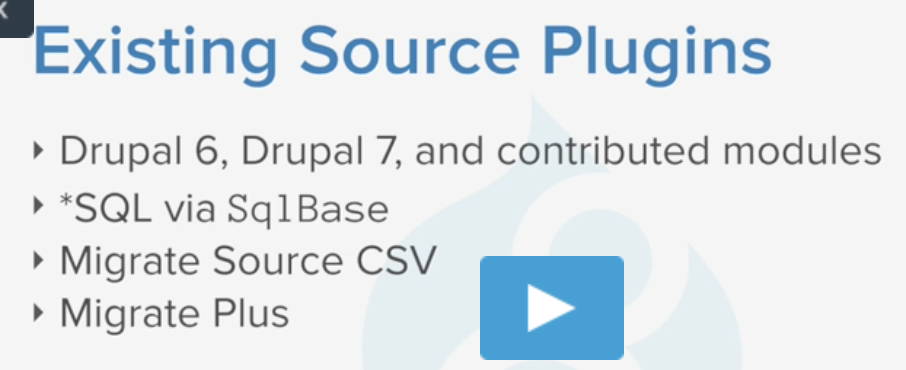 Existing Source Plugins
Drupal 6, Drupal 7, and contributed modules
*SQL via SqlBase
Migrate Source CSV
Migrate Plus